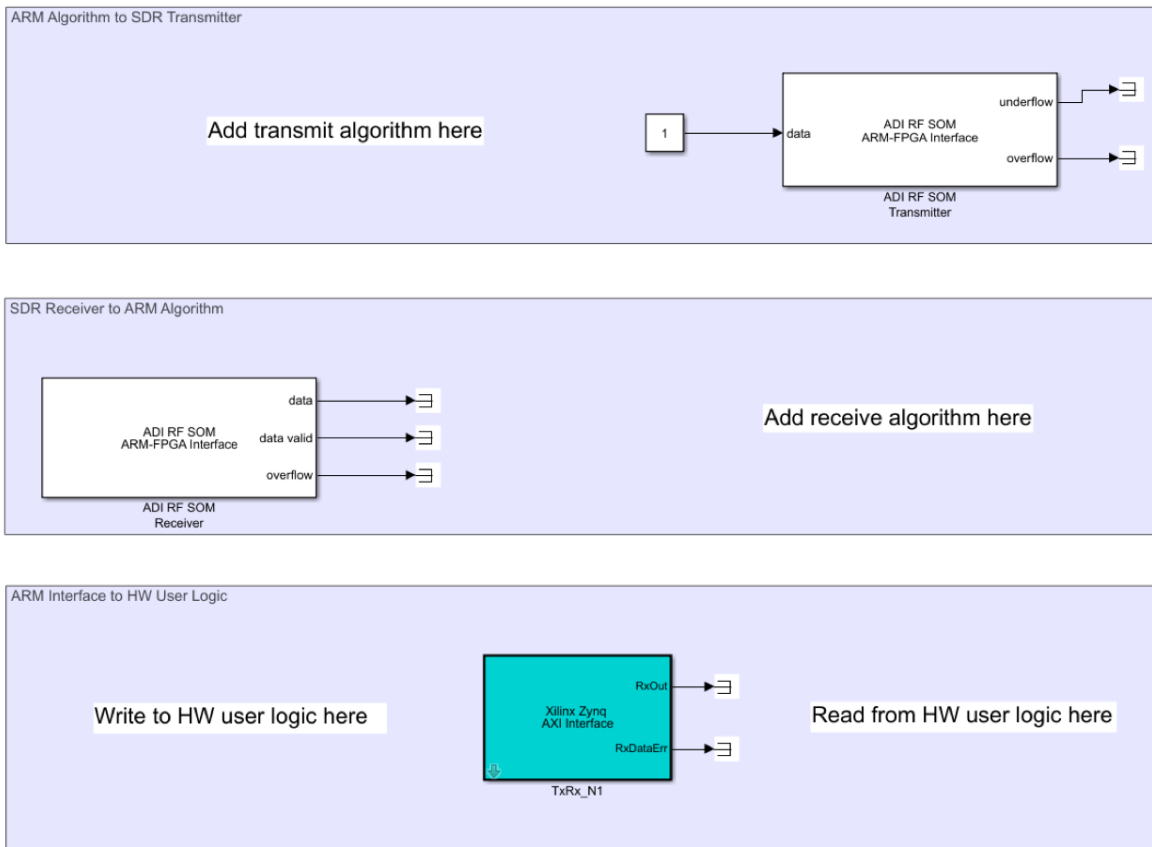 ARM Algorithm to SDR Transmitter
Add transmit algorithm here
1
data
ADI RF SOM
ARM-FPGA Interface
underflow
overflow
ADI RF SOM
Transmitter
SDR Receiver to ARM Algorithm
ADI RF SOM
ARM-FPGA Interface
data
data valid
overflow
ADI RF SOM
Receiver
Add receive algorithm here
ARM Interface to HW User Logic
Write to HW user logic here
Xilinx Zynq
AXI Interface
RxOut
RxDataErr
TxRx_N1
Read from HW user logic here